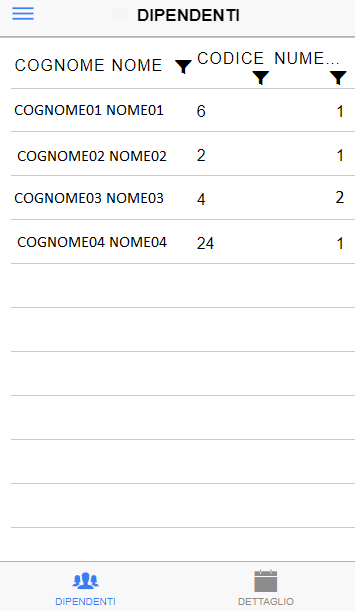 DIPENDENTI
COGNOME NOME CODICE NUME...
COGNOME01 NOME01 6 1
COGNOME02 NOME02 2 1
COGNOME03 NOME03 4 2
COGNOME04 NOME04 24 1
DIPENDENTI DETTAGLIO